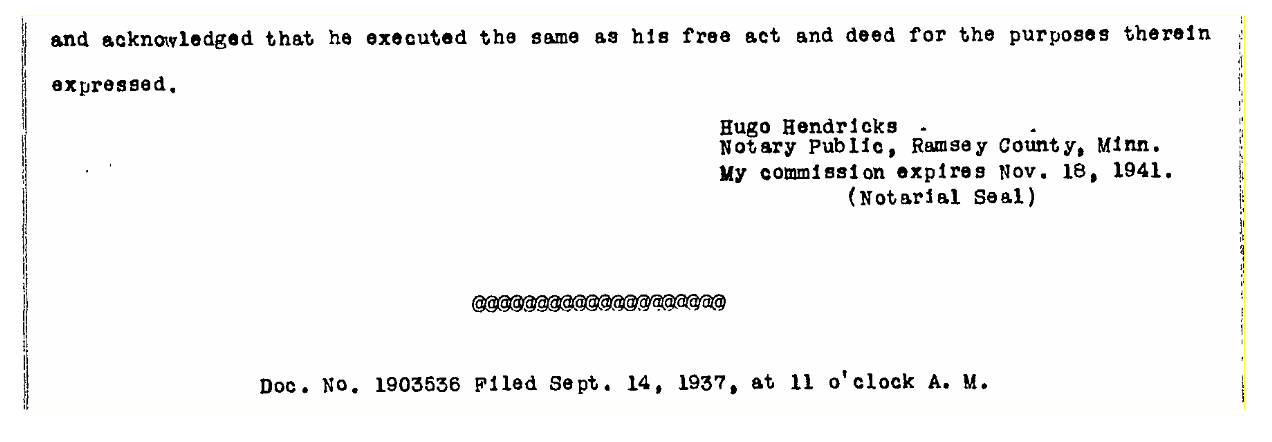 and acknowledged that he executed the same as his free act and deed for the purposes therein
expressed.
Hugo Hendricks
Notary Public, Ramsey County, Minn.
My commission expires Nov. 18, 1941.
(Notarial Seal)
@@@@@@@@@@@@@@@@@@@@
Doc. No. 1903536 Filed Sept. 14, 1937, at 11 o'clock A. M.